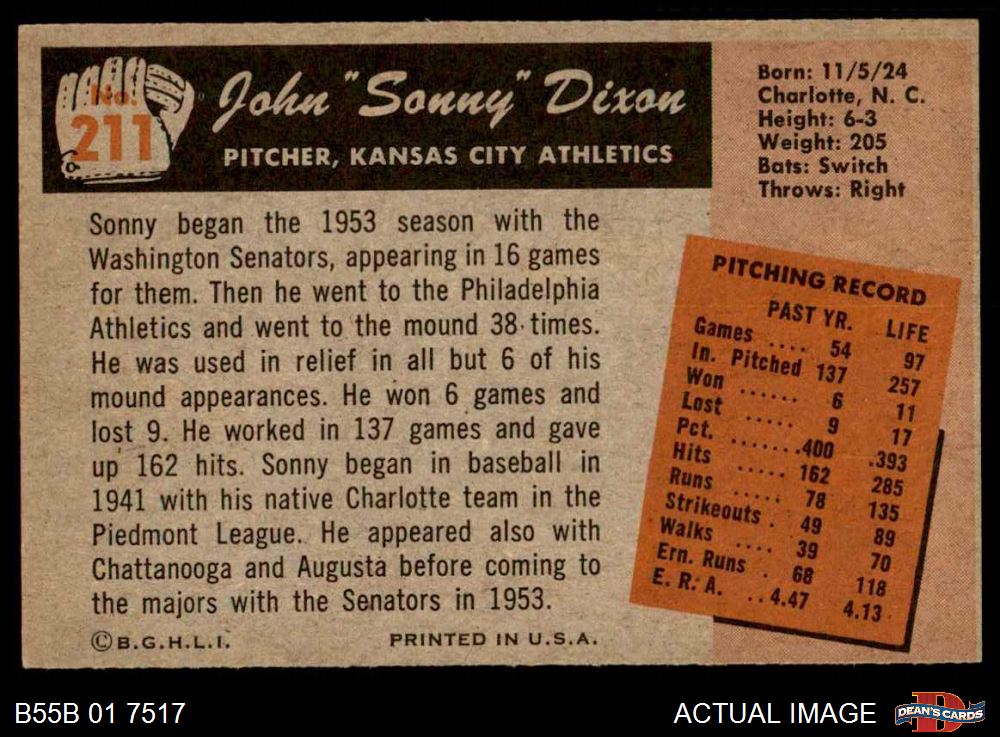 No.
211
John "Sonny" Dixon
PITCHER, KANSAS CITY ATHLETICS
Born: 11/5/24
Charlotte, N. C.
Height: 6-3
Weight: 205
Bats: Switch
Throws: Right
Sonny began the 1953 season with the
Washington Senators, appearing in 16 games
for them. Then he went to the Philadelphia
Athletics and went to the mound 38 times.
He was used in relief in all but 6 of his
mound appearances. He won 6 games and
lost 9. He worked in 137 games and gave
up 162 hits. Sonny began in baseball in
1941 with his native Charlotte team in the
Piedmont League. He appeared also with
Chattanooga and Augusta before coming to
the majors with the Senators in 1953.
PITCHING RECORD
PAST YR. LIFE
Games .... 54 97
In. Pitched 137 257
Won ...... 6 11
Lost ..... 9 17
Pct. ...... .400 .393
Hits ..... 162 285
Runs ..... 78 135
Strikeouts . 49 89
Walks .... 39 70
Ern. Runs . 68 118
E. R. A. .. 4.47 4.13
©B.G.H.L.I. PRINTED IN U.S.A.
B55B 01 7517
ACTUAL IMAGE
DEAN'S CARDS